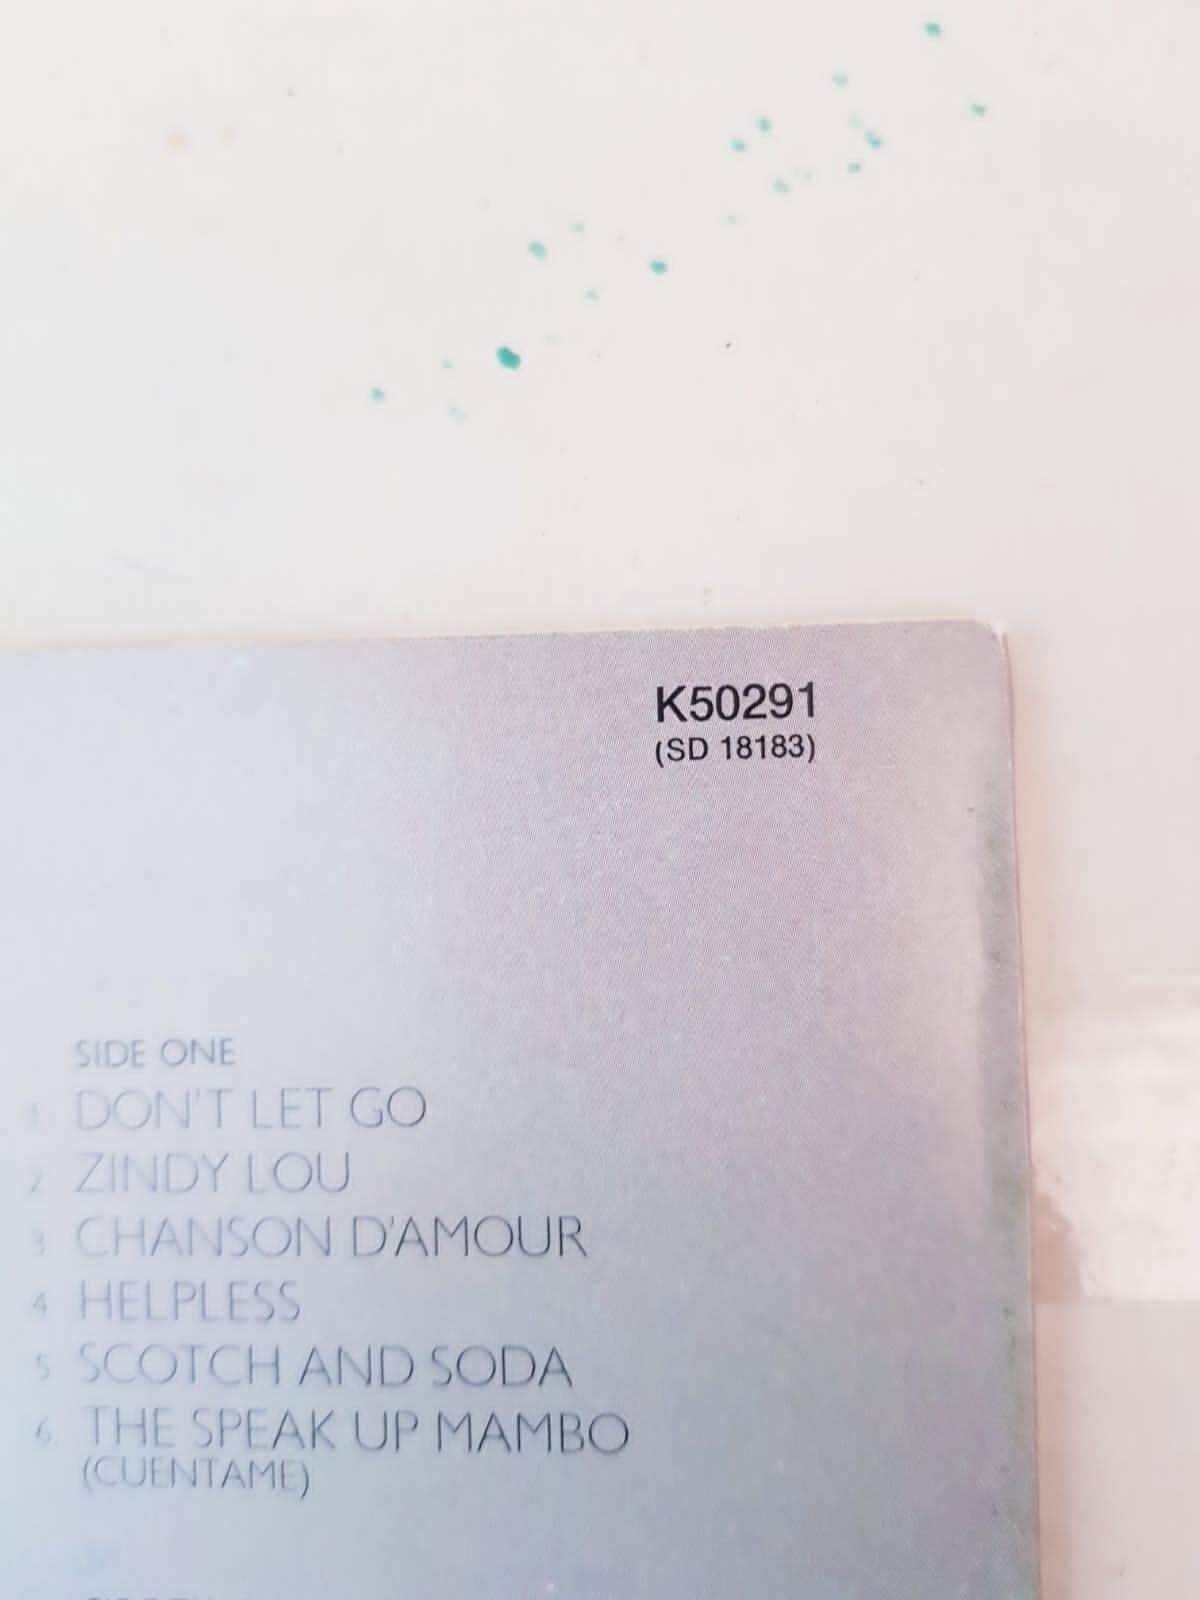 K50291
(SD 18183)
SIDE ONE
1 DON'T LET GO
2 ZINDY LOU
3 CHANSON D'AMOUR
4 HELPLESS
5 SCOTCH AND SODA
6. THE SPEAK UP MAMBO
(CUENTAME)